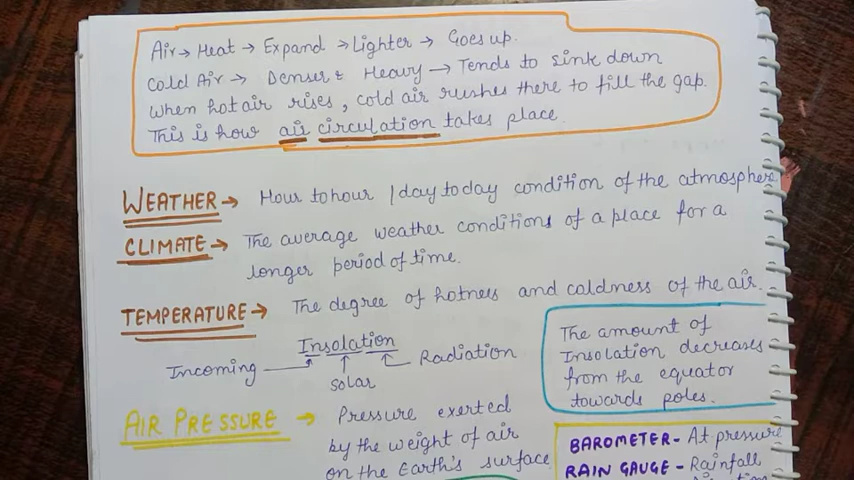 Air → Heat → Expand → Lighter → Goes up.
Cold Air → Denser & Heavy → Tends to sink down
when hot air rises, cold air rushes there to fill the gap.
This is how air circulation takes place.
WEATHER → Hour to hour / day to day condition of the atmosphere
CLIMATE → The average weather conditions of a place for a
longer period of time.
TEMPERATURE → The degree of hotness and coldness of the air.
Insolation
Incoming
Solar
Radiation
The amount of
Insolation decreases
from the equator
towards poles.
AIR PRESSURE → Pressure exerted
by the weight of air
on the Earth's surface
BAROMETER - At pressure
RAIN GAUGE - Rainfall